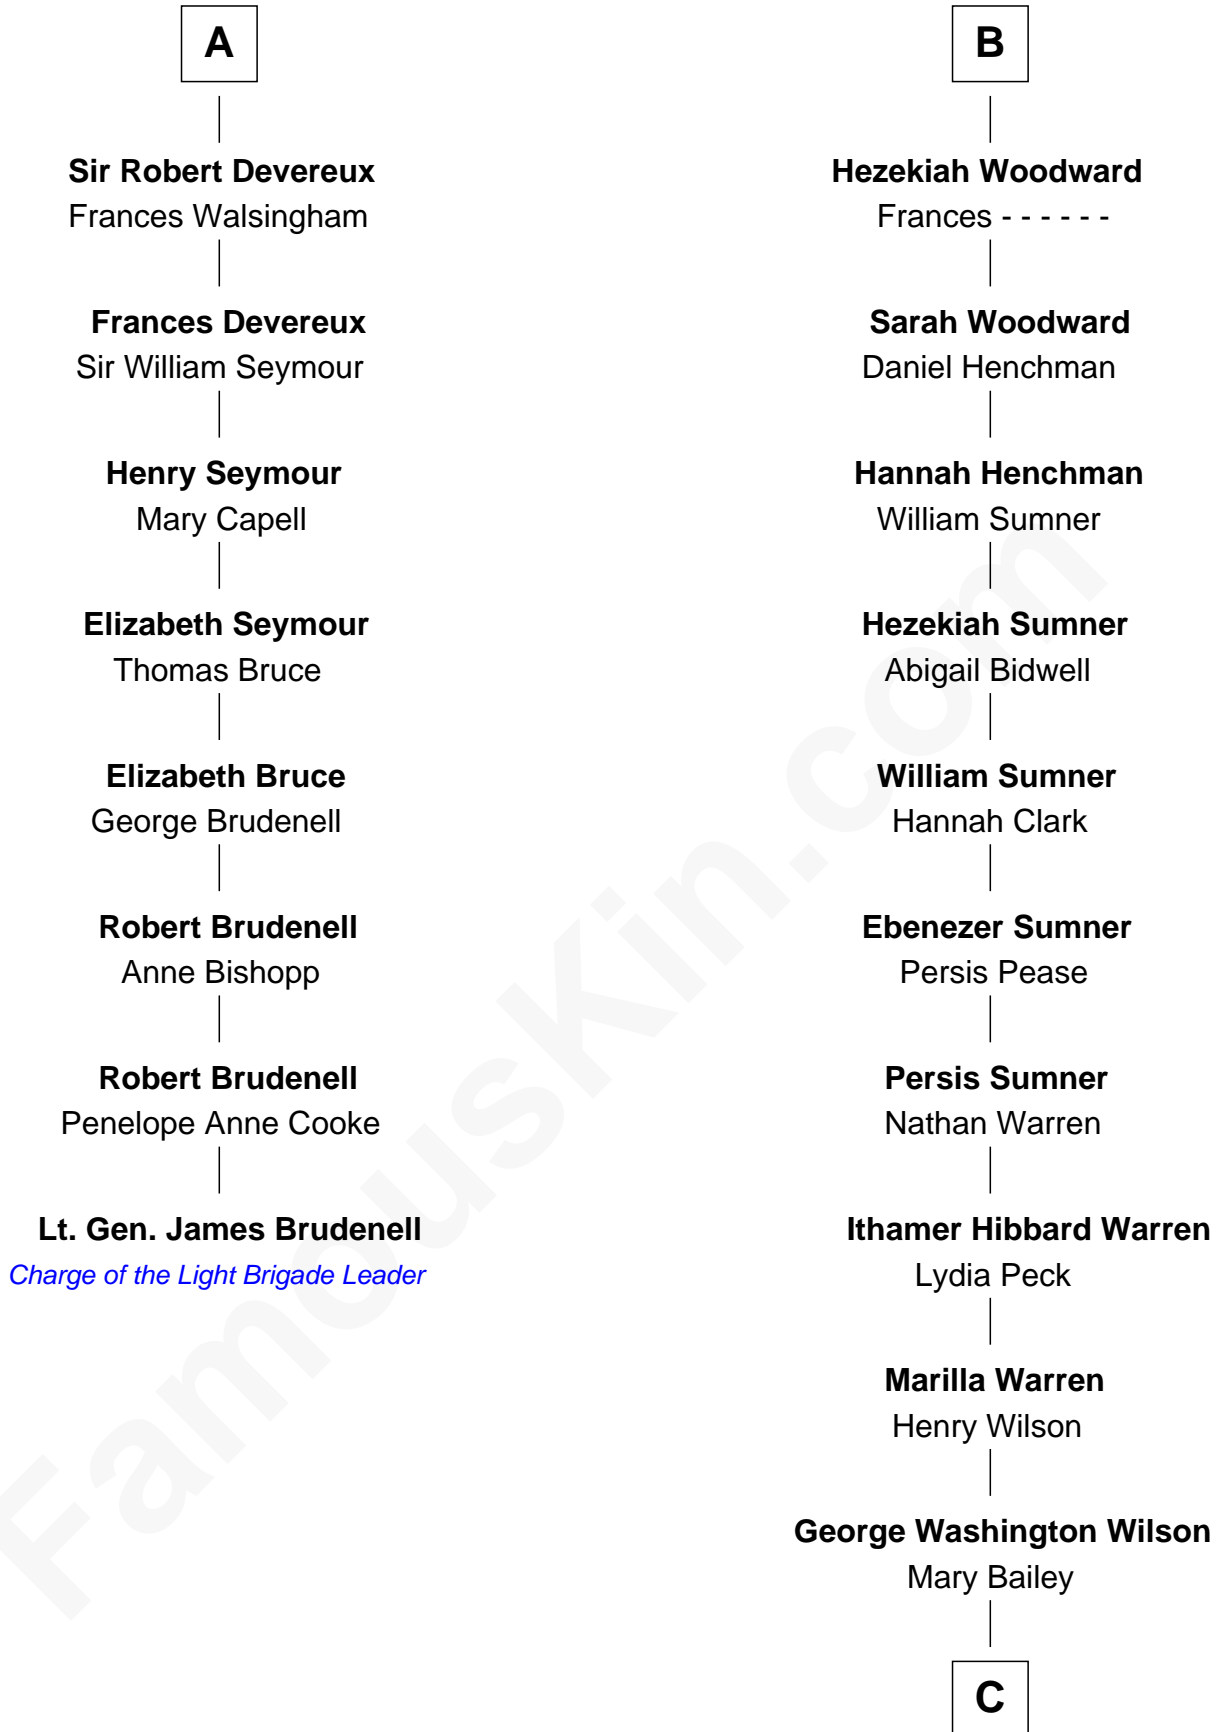 A
Sir Robert Devereux
Frances Walsingham
Frances Devereux
Sir William Seymour
Henry Seymour
Mary Capell
Elizabeth Seymour
Thomas Bruce
Elizabeth Bruce
George Brudenell
Robert Brudenell
Anne Bishopp
Robert Brudenell
Penelope Anne Cooke
Lt. Gen. James Brudenell
Charge of the Light Brigade Leader
B
Hezekiah Woodward
Frances - - - - - -
Sarah Woodward
Daniel Henchman
Hannah Henchman
William Sumner
Hezekiah Sumner
Abigail Bidwell
William Sumner
Hannah Clark
Ebenezer Sumner
Persis Pease
Persis Sumner
Nathan Warren
Ithamer Hibbard Warren
Lydia Peck
Marilla Warren
Henry Wilson
George Washington Wilson
Mary Bailey
C
FamousKin.com